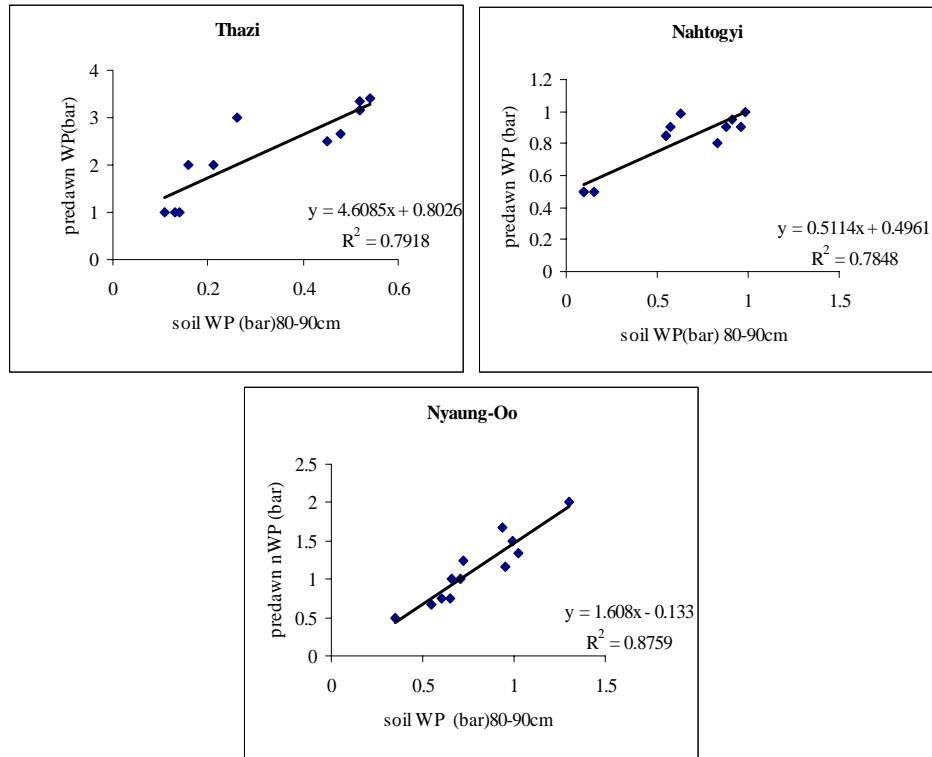 Thazi
predawn WP(bar)
4
3
2
1
0
0 0.2 0.4 0.6
y = 4.6085x + 0.8026
R² = 0.7918
soil WP (bar)80-90cm
Nahtogyi
predawn WP (bar)
1.2
1
0.8
0.6
0.4
0.2
0
0 0.5 1 1.5
y = 0.5114x + 0.4961
R² = 0.7848
soil WP(bar) 80-90cm
Nyaung-Oo
predawn nWP (bar)
2.5
2
1.5
1
0.5
0
0 0.5 1 1.5
y = 1.608x - 0.133
R² = 0.8759
soil WP (bar)80-90cm